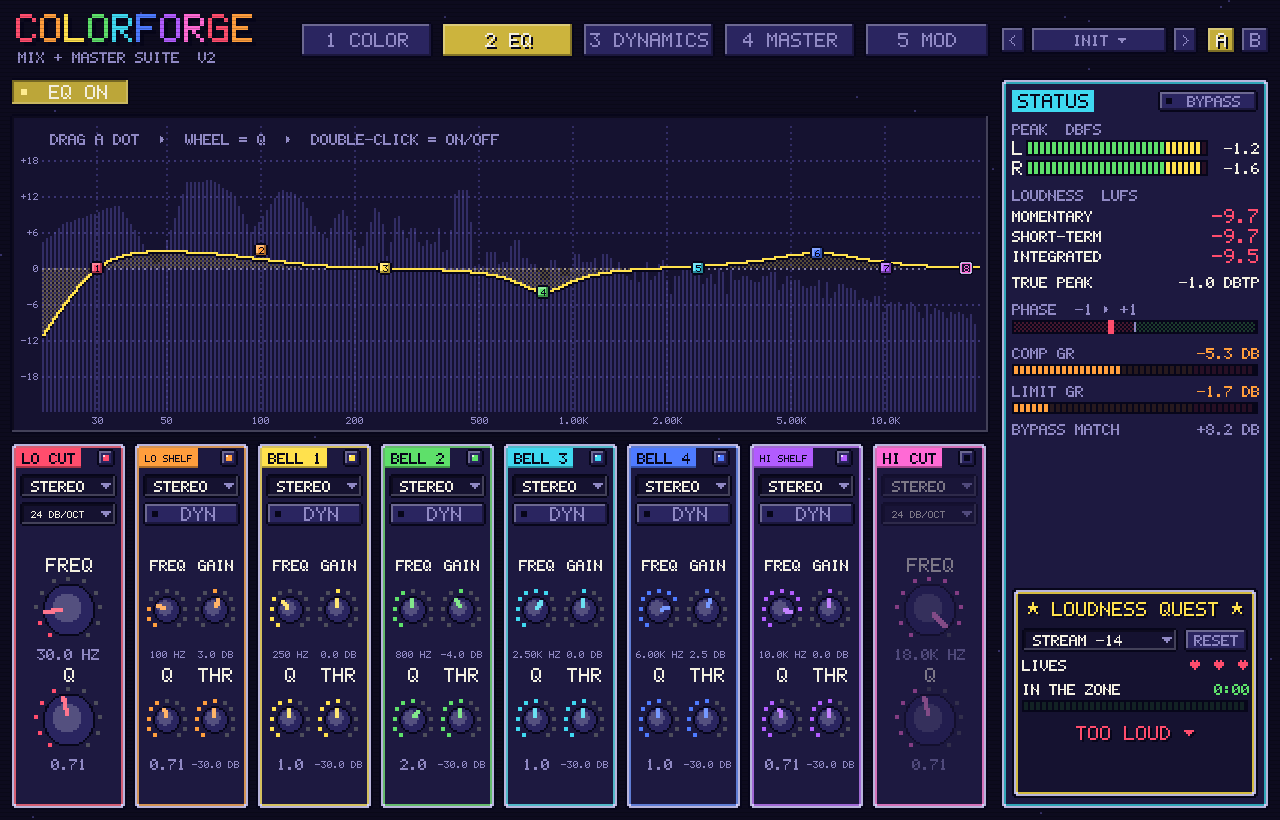 COLORFORGE
MIX + MASTER SUITE V2
1 COLOR
2 EQ
3 DYNAMICS
4 MASTER
5 MOD
< INIT ▾ >
A B
EQ ON
DRAG A DOT ▸ WHEEL = Q ▸ DOUBLE-CLICK = ON/OFF
+18
+12
+6
0
-6
-12
-18
1 2 3 4 5 6 7 8
30 50 100 200 500 1.00K 2.00K 5.00K 10.0K
LO CUT
STEREO
24 DB/OCT
FREQ
30.0 HZ
Q
0.71
LO SHELF
STEREO
DYN
FREQ GAIN
100 HZ 3.0 DB
Q THR
0.71 -30.0 DB
BELL 1
STEREO
DYN
FREQ GAIN
250 HZ 0.0 DB
Q THR
1.0 -30.0 DB
BELL 2
STEREO
DYN
FREQ GAIN
800 HZ -4.0 DB
Q THR
2.0 -30.0 DB
BELL 3
STEREO
DYN
FREQ GAIN
2.50K HZ 0.0 DB
Q THR
1.0 -30.0 DB
BELL 4
STEREO
DYN
FREQ GAIN
6.00K HZ 2.5 DB
Q THR
1.0 -30.0 DB
HI SHELF
STEREO
DYN
FREQ GAIN
10.0K HZ 0.0 DB
Q THR
0.71 -30.0 DB
HI CUT
STEREO
24 DB/OCT
FREQ
18.0K HZ
Q
0.71
STATUS
BYPASS
PEAK DBFS
L -1.2
R -1.6
LOUDNESS LUFS
MOMENTARY -9.7
SHORT-TERM -9.7
INTEGRATED -9.5
TRUE PEAK -1.0 DBTP
PHASE -1 ▸ +1
COMP GR -5.3 DB
LIMIT GR -1.7 DB
BYPASS MATCH +8.2 DB
★ LOUDNESS QUEST ★
STREAM -14
RESET
LIVES ♥ ♥ ♥
IN THE ZONE 0:00
TOO LOUD ▾